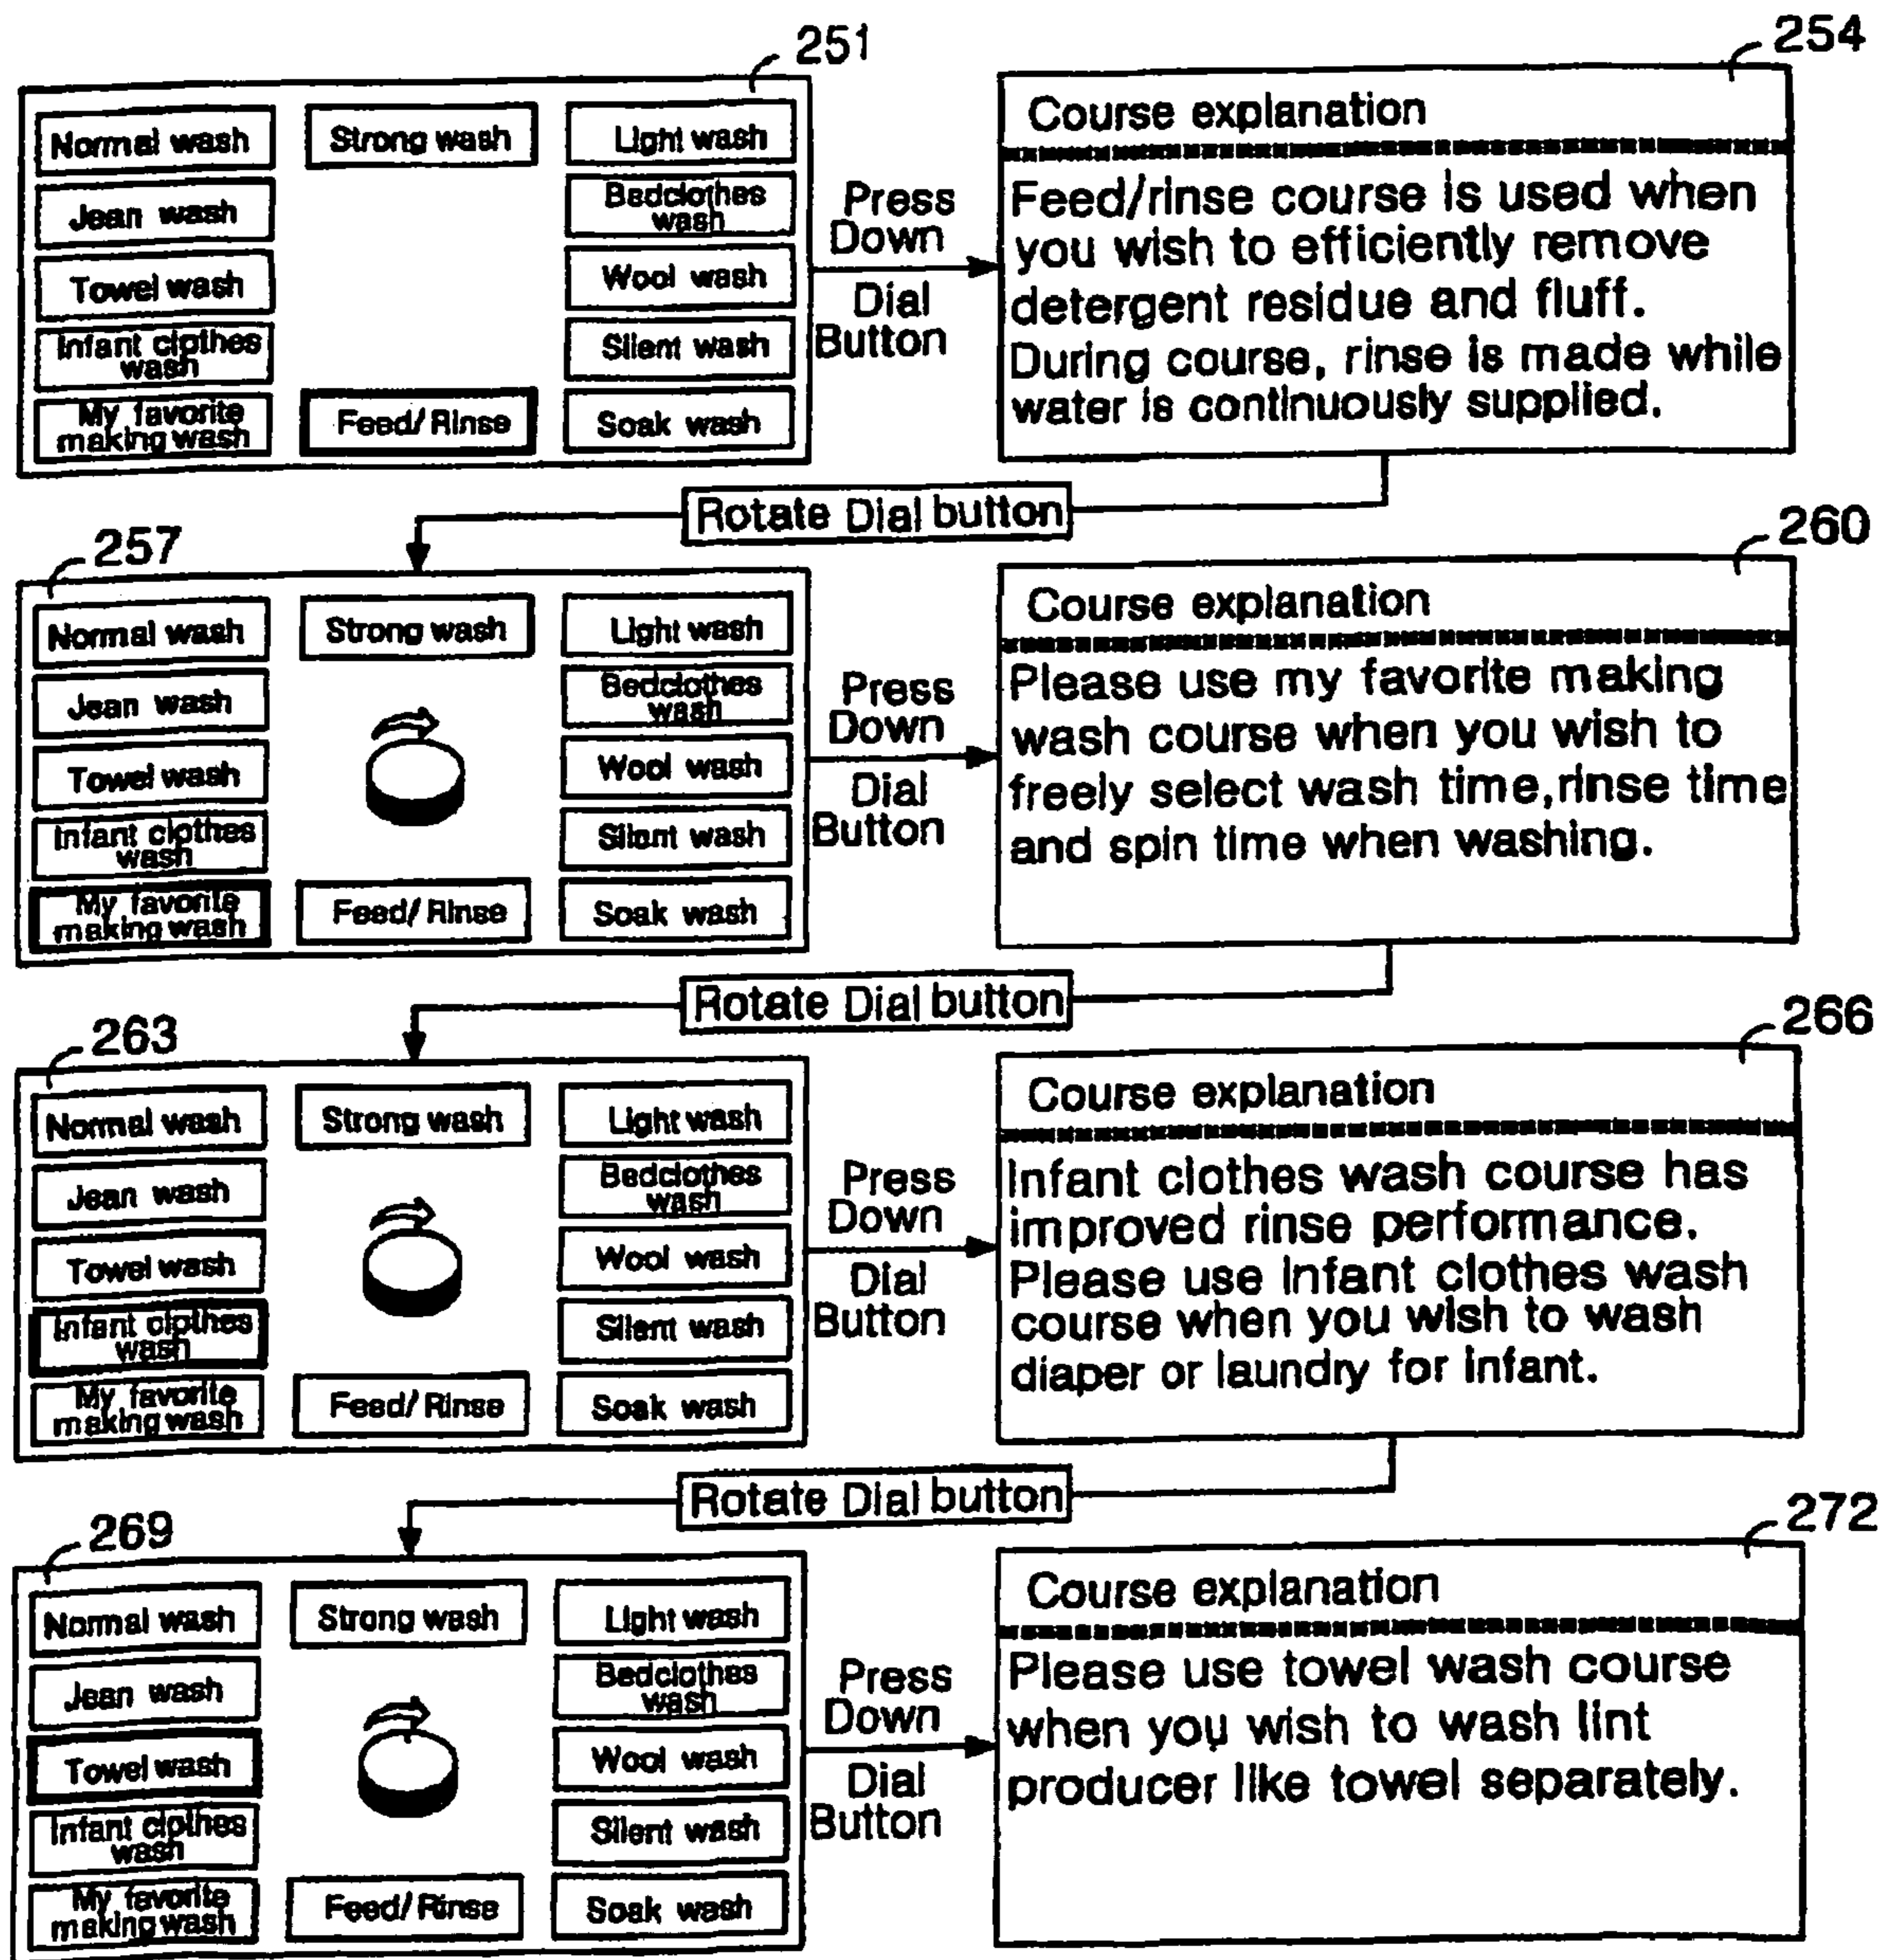 251
254
Normal wash
Strong wash
Light wash
Jean wash
Bedclothes
wash
Towel wash
Wool wash
Infant clothes
wash
Silent wash
My favorite
making wash
Feed/Rinse
Soak wash
Press
Down
Dial
Button
Course explanation
Feed/rinse course is used when
you wish to efficiently remove
detergent residue and fluff.
During course, rinse is made while
water is continuously supplied.
Rotate Dial button
257
260
Normal wash
Strong wash
Light wash
Jean wash
Bedclothes
wash
Towel wash
Wool wash
Infant clothes
wash
Silent wash
My favorite
making wash
Feed/Rinse
Soak wash
Press
Down
Dial
Button
Course explanation
Please use my favorite making
wash course when you wish to
freely select wash time,rinse time
and spin time when washing.
Rotate Dial button
263
266
Normal wash
Strong wash
Light wash
Jean wash
Bedclothes
wash
Towel wash
Wool wash
Infant clothes
wash
Silent wash
My favorite
making wash
Feed/Rinse
Soak wash
Press
Down
Dial
Button
Course explanation
Infant clothes wash course has
improved rinse performance.
Please use infant clothes wash
course when you wish to wash
diaper or laundry for infant.
Rotate Dial button
269
272
Normal wash
Strong wash
Light wash
Jean wash
Bedclothes
wash
Towel wash
Wool wash
Infant clothes
wash
Silent wash
My favorite
making wash
Feed/Rinse
Soak wash
Press
Down
Dial
Button
Course explanation
Please use towel wash course
when you wish to wash lint
producer like towel separately.